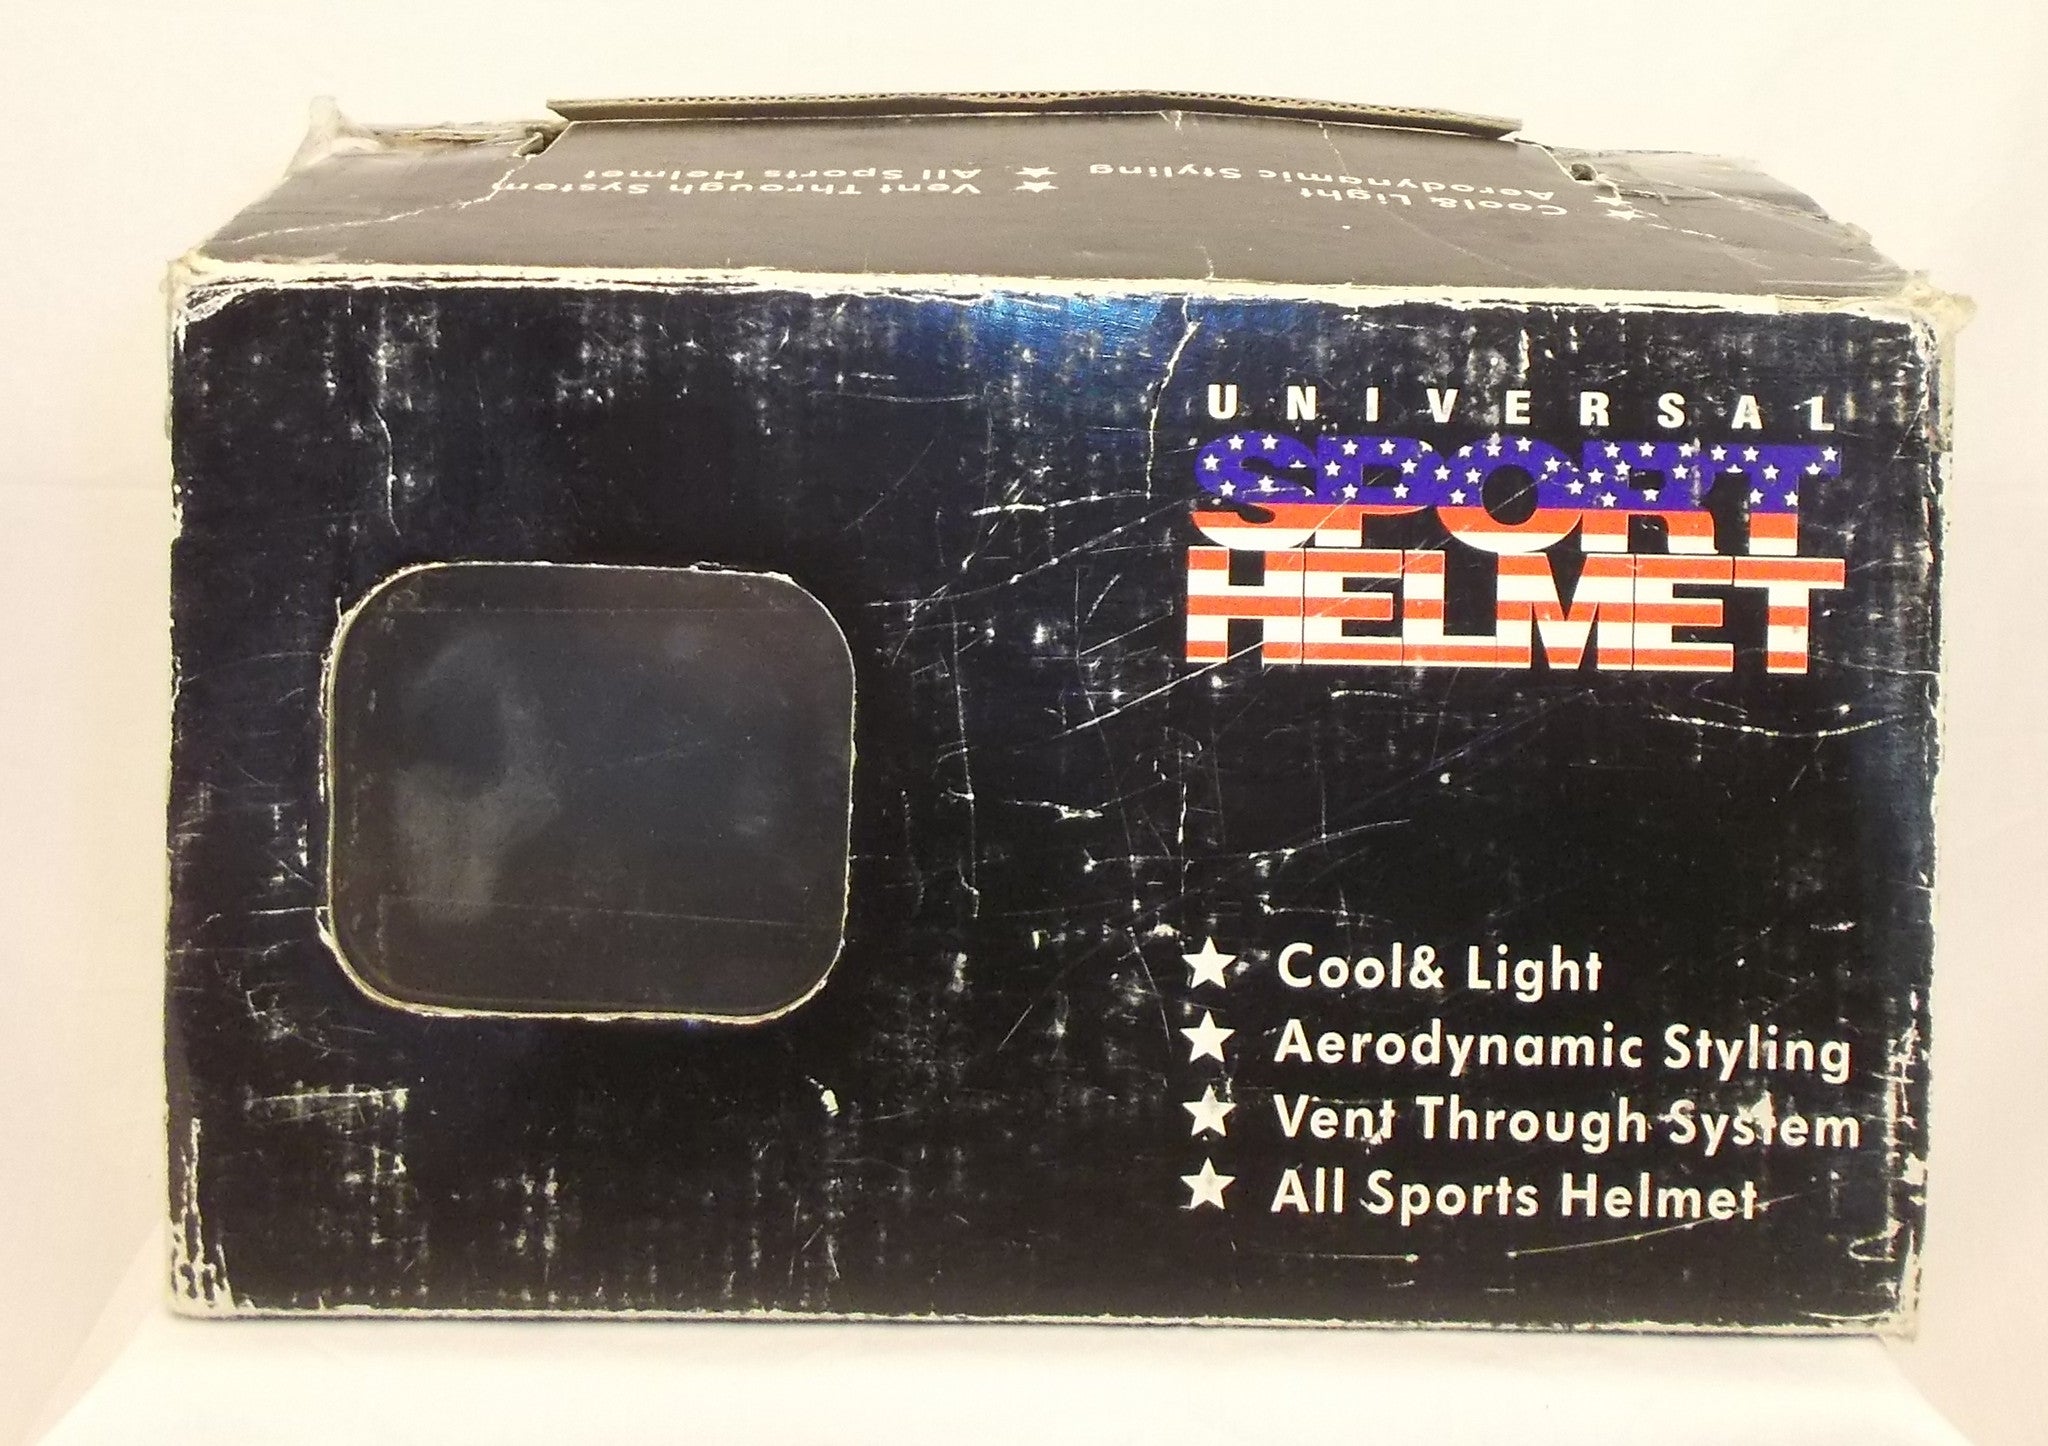 ★ Cool& Light
Aerodynamic Styling
★ Vent Through System
★ All Sports Helmet
UNIVERSAL
SPORT
HELMET
★ Cool& Light
★ Aerodynamic Styling
★ Vent Through System
★ All Sports Helmet